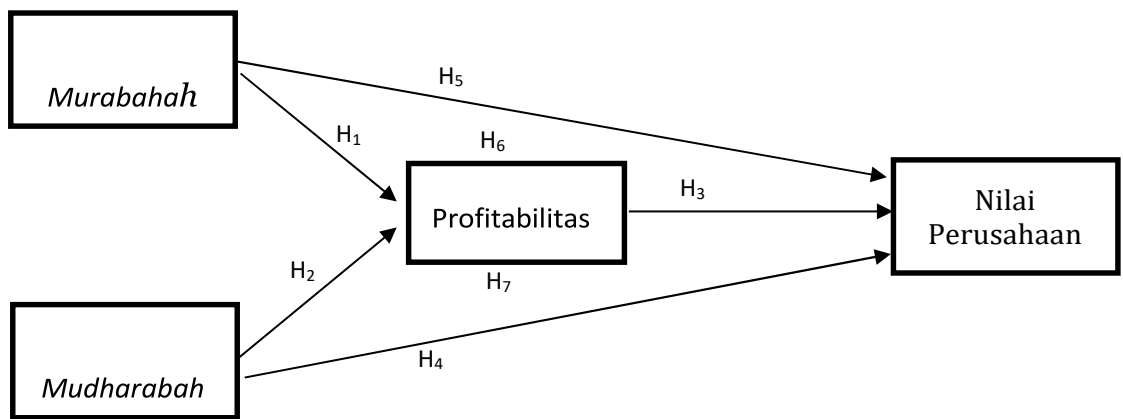 H₅
Murabahah
H₁
H₆
Profitabilitas
H₃
Nilai
Perusahaan
H₂
H₇
H₄
Mudharabah